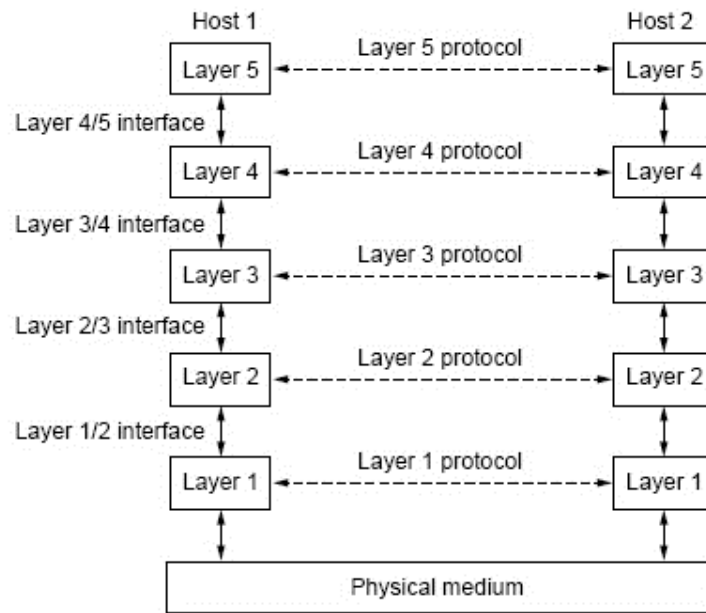 Host 1
Host 2
Layer 5 protocol
Layer 5
Layer 5
Layer 4/5 interface
Layer 4 protocol
Layer 4
Layer 4
Layer 3/4 interface
Layer 3 protocol
Layer 3
Layer 3
Layer 2/3 interface
Layer 2 protocol
Layer 2
Layer 2
Layer 1/2 interface
Layer 1 protocol
Layer 1
Layer 1
Physical medium